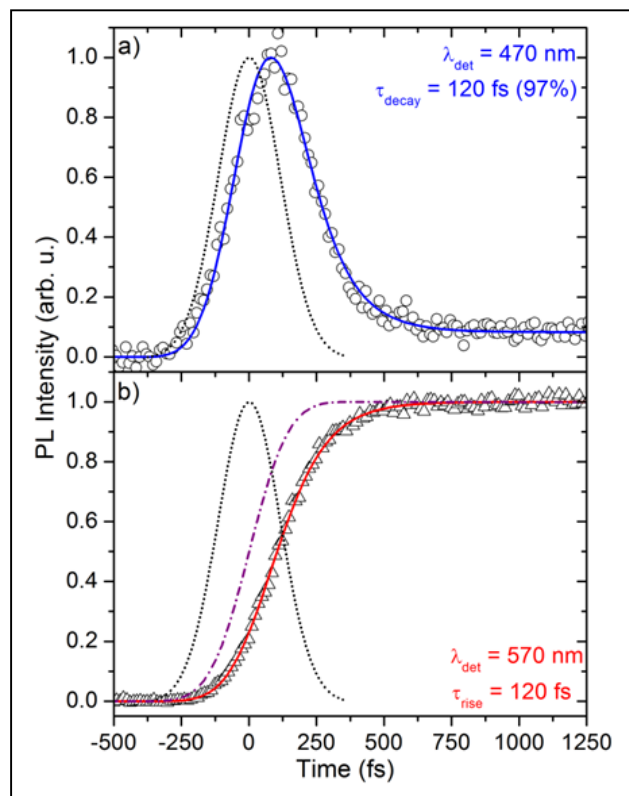 a)
λdet = 470 nm
τdecay = 120 fs (97%)
1.0
0.8
0.6
0.4
0.2
0.0
PL Intensity (arb. u.)
b)
1.0
0.8
0.6
0.4
0.2
0.0
λdet = 570 nm
τrise = 120 fs
-500 -250 0 250 500 750 1000 1250
Time (fs)